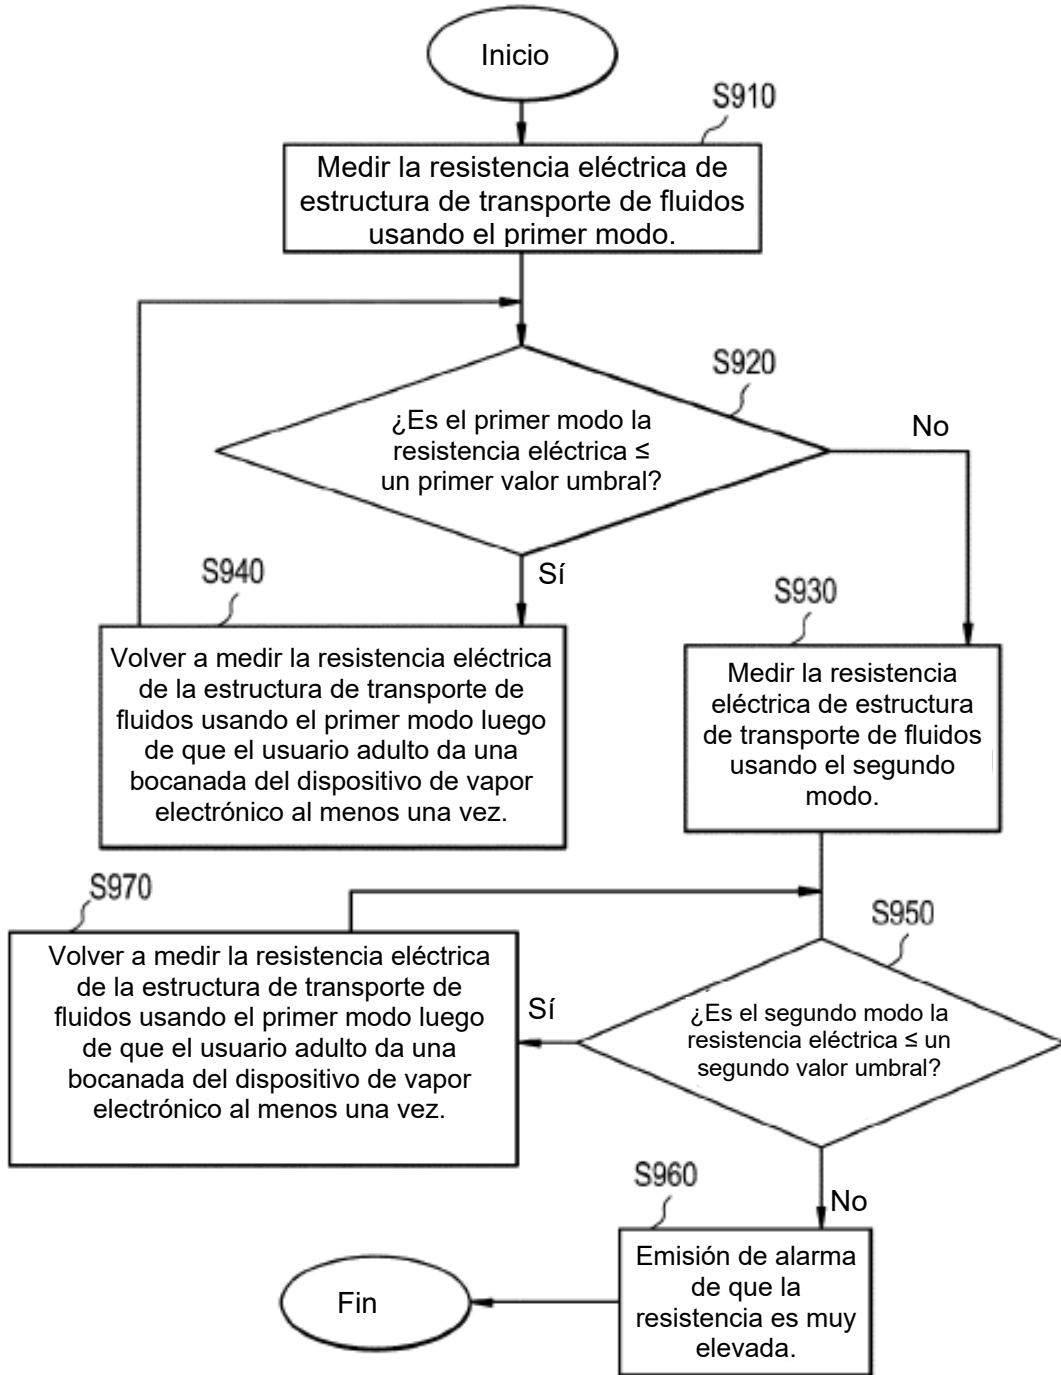 Inicio
S910
Medir la resistencia eléctrica de
estructura de transporte de fluidos
usando el primer modo.
S920
¿Es el primer modo la
resistencia eléctrica ≤
un primer valor umbral?
No
Sí
S940
Volver a medir la resistencia eléctrica
de la estructura de transporte de
fluidos usando el primer modo luego
de que el usuario adulto da una
bocanada del dispositivo de vapor
electrónico al menos una vez.
S930
Medir la resistencia
eléctrica de estructura
de transporte de fluidos
usando el segundo
modo.
S970
Volver a medir la resistencia eléctrica
de la estructura de transporte de
fluidos usando el primer modo luego
de que el usuario adulto da una
bocanada del dispositivo de vapor
electrónico al menos una vez.
Sí
S950
¿Es el segundo modo la
resistencia eléctrica ≤ un
segundo valor umbral?
No
S960
Emisión de alarma
de que la
resistencia es muy
elevada.
Fin